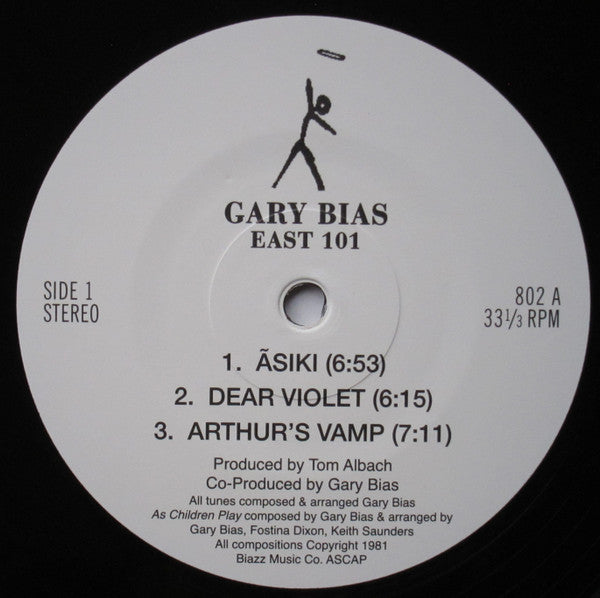 GARY BIAS
EAST 101
SIDE 1
STEREO
802 A
33 1/3 RPM
1. ÃSIKI (6:53)
2. DEAR VIOLET (6:15)
3. ARTHUR'S VAMP (7:11)
Produced by Tom Albach
Co-Produced by Gary Bias
All tunes composed & arranged Gary Bias
As Children Play composed by Gary Bias & arranged by
Gary Bias, Fostina Dixon, Keith Saunders
All compositions Copyright 1981
Biazz Music Co. ASCAP